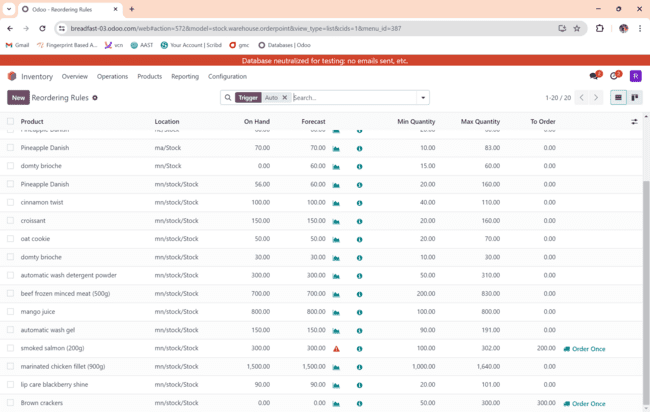 Odoo - Reordering Rules
breadfast-03.odoo.com/web#action=572&model=stock.warehouse.orderpoint&view_type=list&cids=1&menu_id=387
Gmail Fingerprint Based A... vcn AAST Your Account | Scribd gmc Databases | Odoo
Database neutralized for testing: no emails sent, etc.
Inventory Overview Operations Products Reporting Configuration
New Reordering Rules Trigger Auto Search... 1-20 / 20
Product Location On Hand Forecast Min Quantity Max Quantity To Order
Pineapple Danish
Pineapple Danish ma/Stock 70.00 70.00 10.00 83.00 0.00
domty brioche mn/Stock 0.00 60.00 15.00 60.00 0.00
Pineapple Danish mn/stock/Stock 56.00 60.00 20.00 160.00 0.00
cinnamon twist mn/stock/Stock 100.00 100.00 40.00 110.00 0.00
croissant mn/stock/Stock 150.00 150.00 20.00 160.00 0.00
oat cookie mn/stock/Stock 50.00 50.00 20.00 70.00 0.00
domty brioche mn/stock/Stock 30.00 30.00 10.00 30.00 0.00
automatic wash detergent powder mn/stock/Stock 300.00 300.00 50.00 310.00 0.00
beef frozen minced meat (500g) mn/stock/Stock 700.00 700.00 200.00 830.00 0.00
mango juice mn/stock/Stock 800.00 800.00 100.00 800.00 0.00
automatic wash gel mn/stock/Stock 150.00 150.00 90.00 191.00 0.00
smoked salmon (200g) mn/stock/Stock 300.00 300.00 100.00 302.00 200.00 Order Once
marinated chicken fillet (900g) mn/stock/Stock 1,500.00 1,500.00 1,000.00 1,640.00 0.00
lip care blackberry shine mn/stock/Stock 90.00 90.00 20.00 101.00 0.00
Brown crackers mn/stock/Stock 0.00 0.00 50.00 300.00 300.00 Order Once